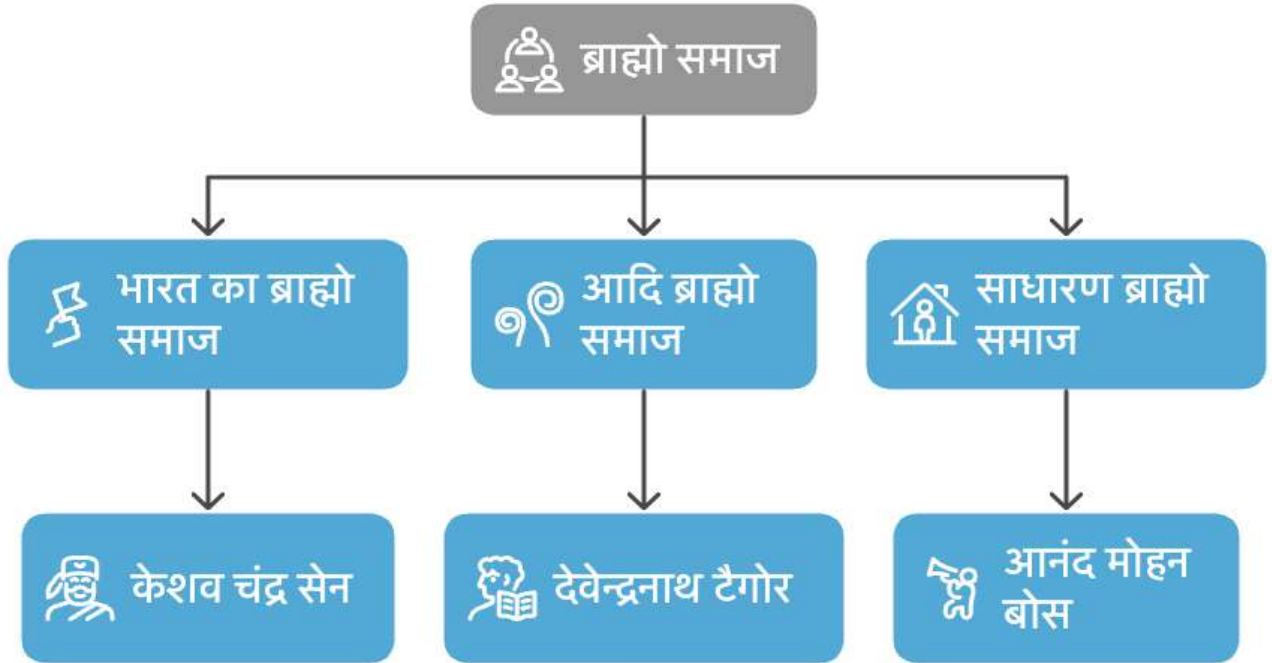 ब्राह्मो समाज
भारत का ब्राह्मो
समाज
आदि ब्राह्मो
समाज
साधारण ब्राह्मो
समाज
केशव चंद्र सेन
देवेन्द्रनाथ टैगोर
आनंद मोहन
बोस